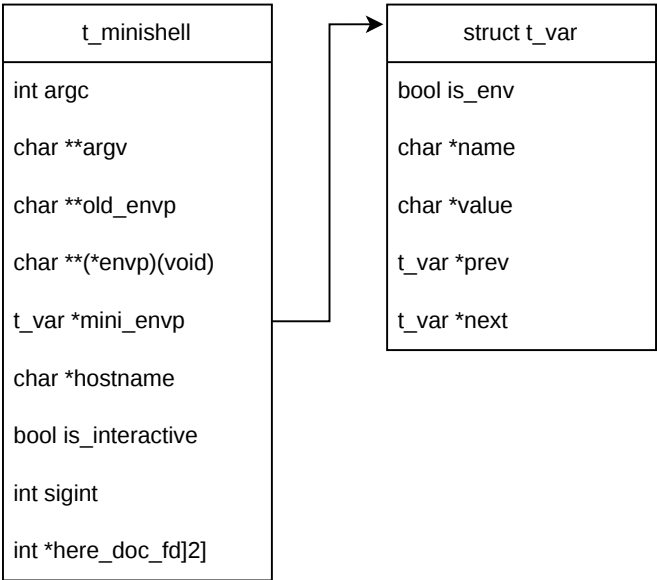 t_minishell
int argc
char **argv
char **old_envp
char **(*envp)(void)
t_var *mini_envp
char *hostname
bool is_interactive
int sigint
int *here_doc_fd]2]
struct t_var
bool is_env
char *name
char *value
t_var *prev
t_var *next